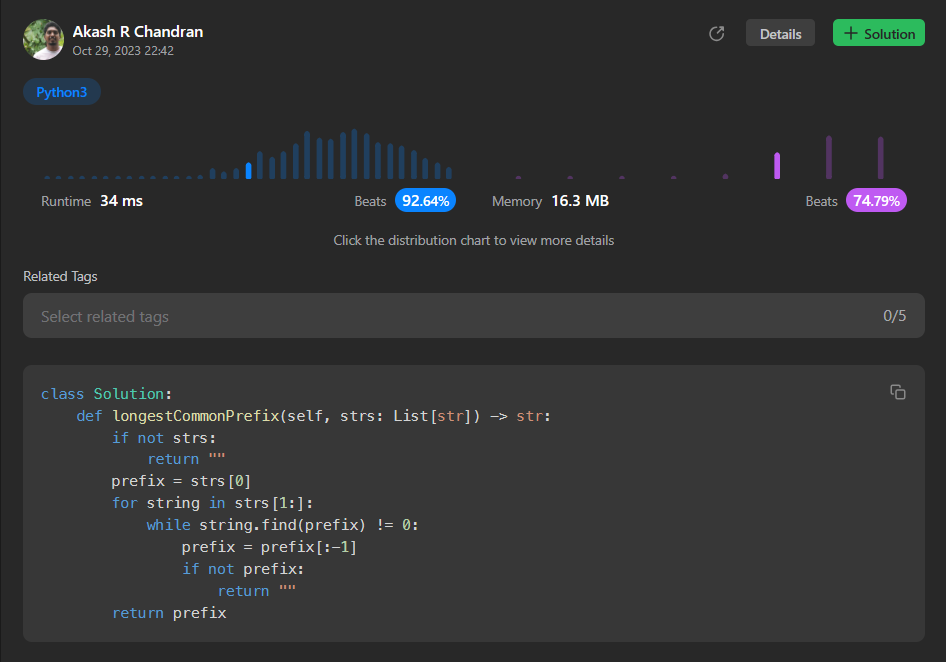 Akash R Chandran
Oct 29, 2023 22:42
Details
+ Solution
Python3
Runtime 34 ms
Beats 92.64%
Memory 16.3 MB
Beats 74.79%
Click the distribution chart to view more details
Related Tags
Select related tags 0/5
class Solution:
    def longestCommonPrefix(self, strs: List[str]) -> str:
        if not strs:
            return ""
        prefix = strs[0]
        for string in strs[1:]:
            while string.find(prefix) != 0:
                prefix = prefix[:-1]
                if not prefix:
                    return ""
        return prefix